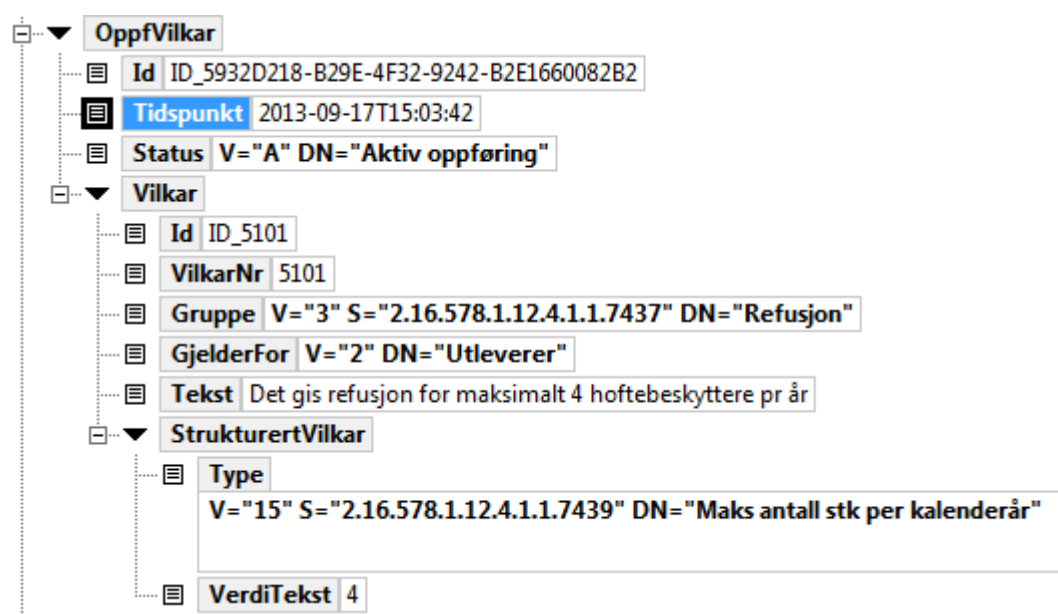 OppfVilkar
Id ID_5932D218-B29E-4F32-9242-B2E1660082B2
Tidspunkt 2013-09-17T15:03:42
Status V="A" DN="Aktiv oppføring"
Vilkar
Id ID_5101
VilkarNr 5101
Gruppe V="3" S="2.16.578.1.12.4.1.1.7437" DN="Refusjon"
GjelderFor V="2" DN="Utleverer"
Tekst Det gis refusjon for maksimalt 4 hoftebeskyttere pr år
StrukturertVilkar
Type
V="15" S="2.16.578.1.12.4.1.1.7439" DN="Maks antall stk per kalenderår"
VerdiTekst 4